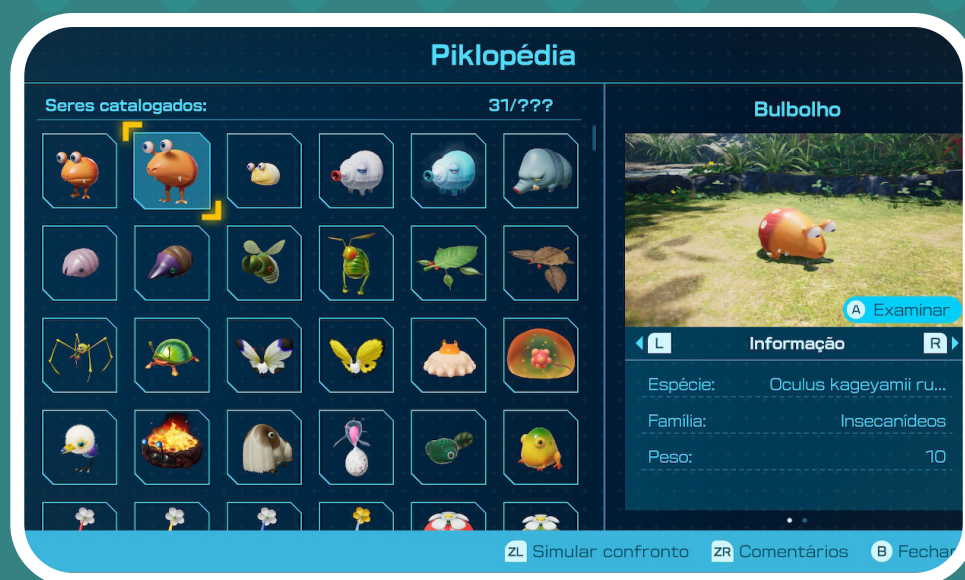 Piklopédia
Seres catalogados: 31/???
Bulbolho
A Examinar
L Informação R
Espécie: Oculus kageyamii ru...
Família: Insecanídeos
Peso: 10
ZL Simular confronto ZR Comentários B Fechar